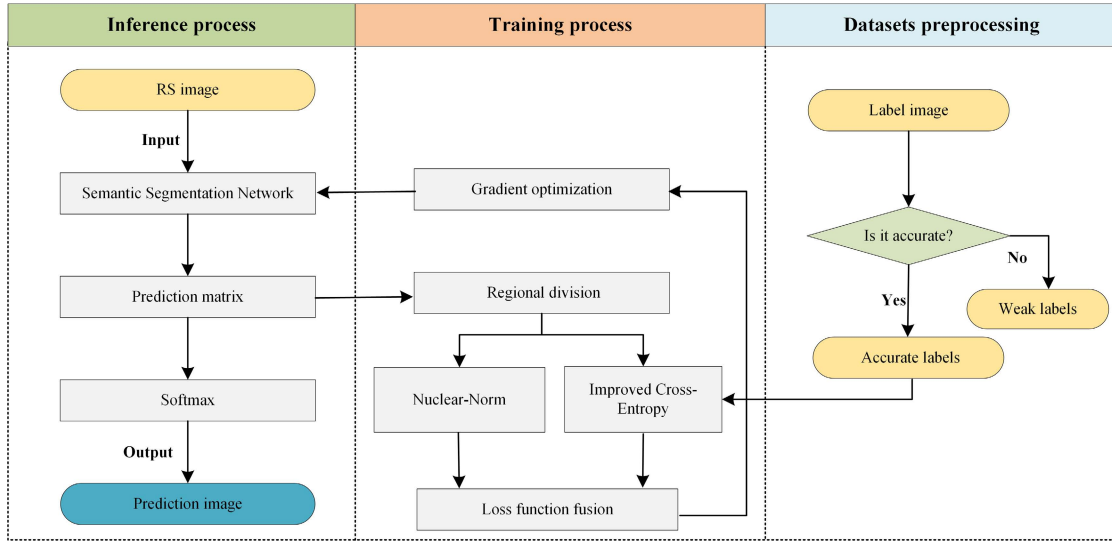 Inference process
Training process
Datasets preprocessing
RS image
Input
Semantic Segmentation Network
Prediction matrix
Softmax
Output
Prediction image
Gradient optimization
Regional division
Nuclear-Norm
Improved Cross-
Entropy
Loss function fusion
Label image
Is it accurate?
No
Yes
Weak labels
Accurate labels